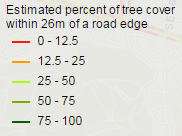 Estimated percent of tree cover
within 26m of a road edge
0 - 12.5
12.5 - 25
25 - 50
50 - 75
75 - 100